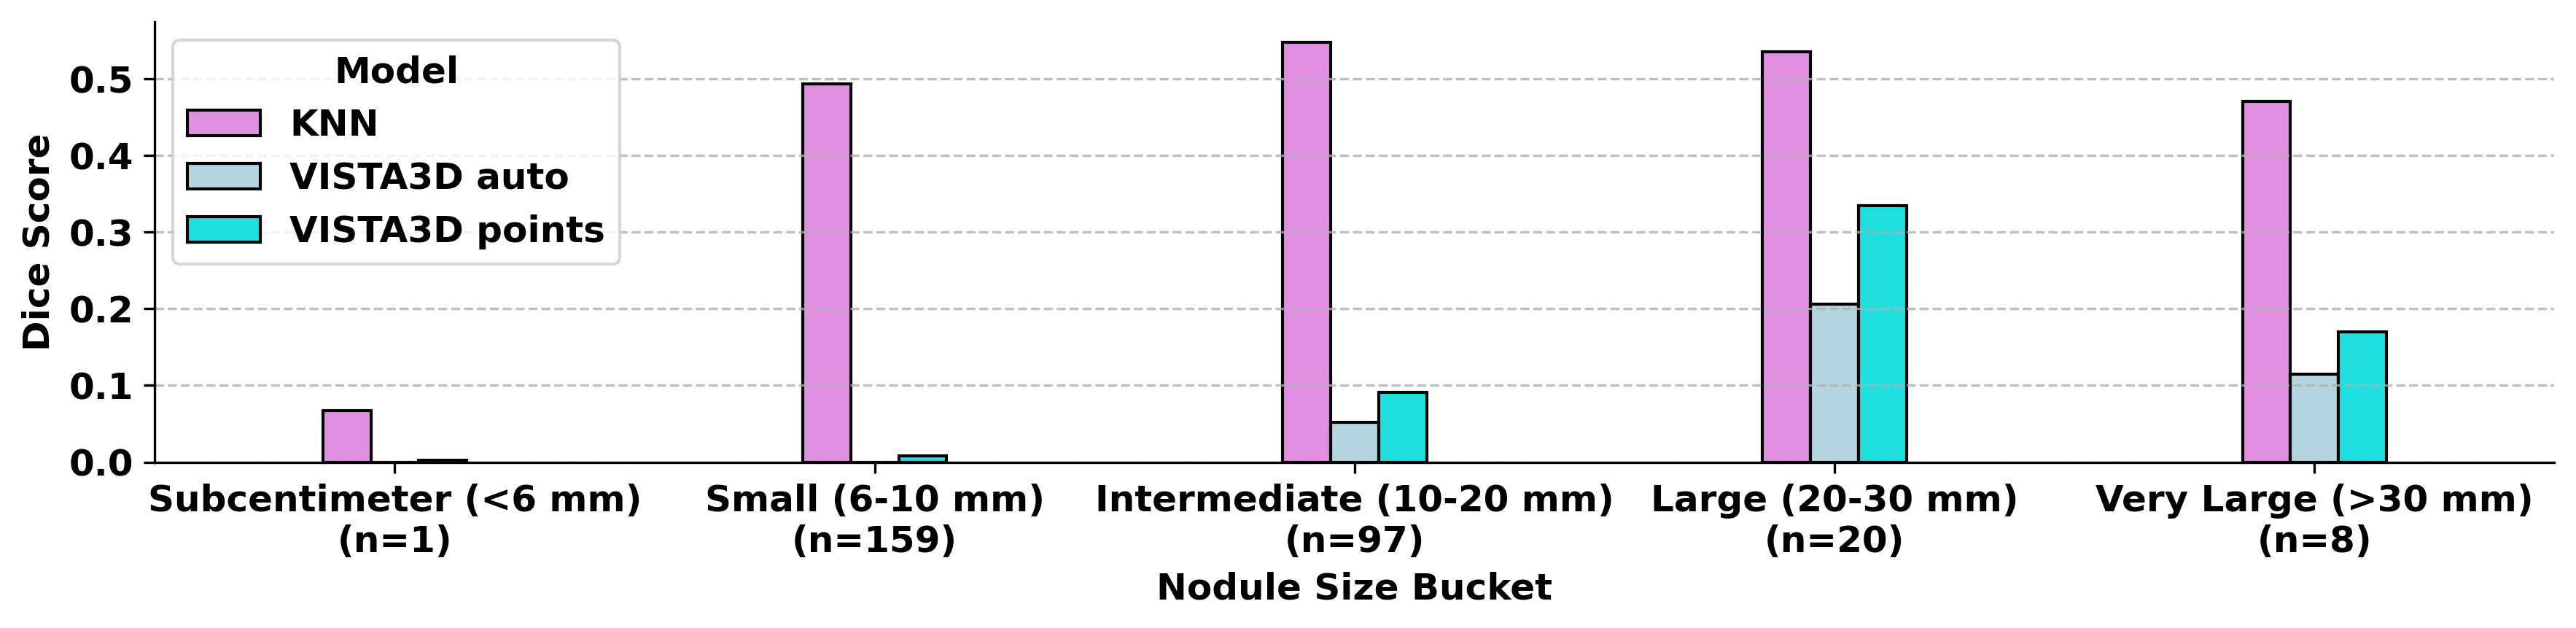 Model
KNN
VISTA3D auto
VISTA3D points
Dice Score
0.5
0.4
0.3
0.2
0.1
0.0
Subcentimeter (<6 mm)
(n=1)
Small (6-10 mm)
(n=159)
Intermediate (10-20 mm)
(n=97)
Large (20-30 mm)
(n=20)
Very Large (>30 mm)
(n=8)
Nodule Size Bucket